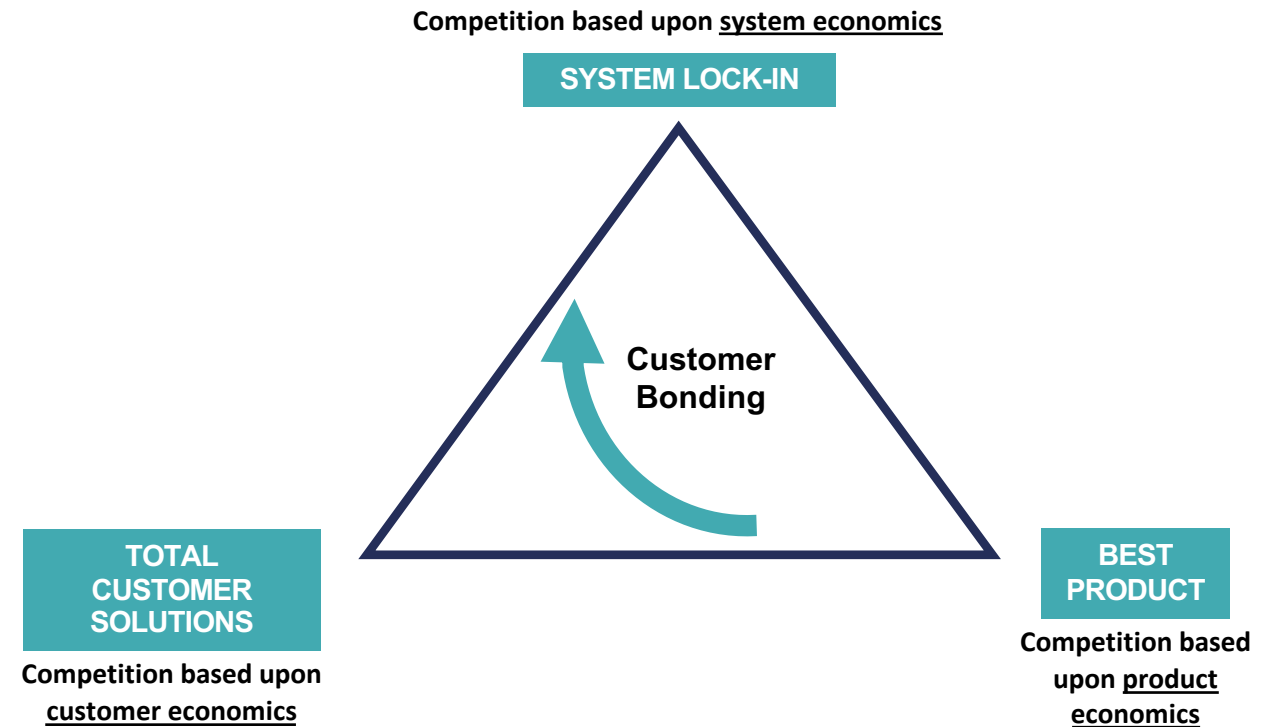 Competition based upon system economics
SYSTEM LOCK-IN
Customer
Bonding
TOTAL
CUSTOMER
SOLUTIONS
Competition based upon
customer economics
BEST
PRODUCT
Competition based
upon product
economics